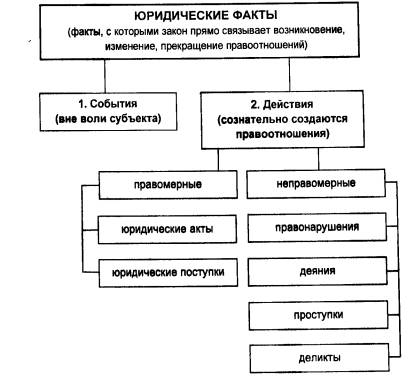 ЮРИДИЧЕСКИЕ ФАКТЫ
(факты, с которыми закон прямо связывает возникновение,
изменение, прекращение правоотношений)
1. События
(вне воли субъекта)
2. Действия
(сознательно создаются
правоотношения)
правомерные
юридические акты
юридические поступки
неправомерные
правонарушения
деяния
проступки
деликты